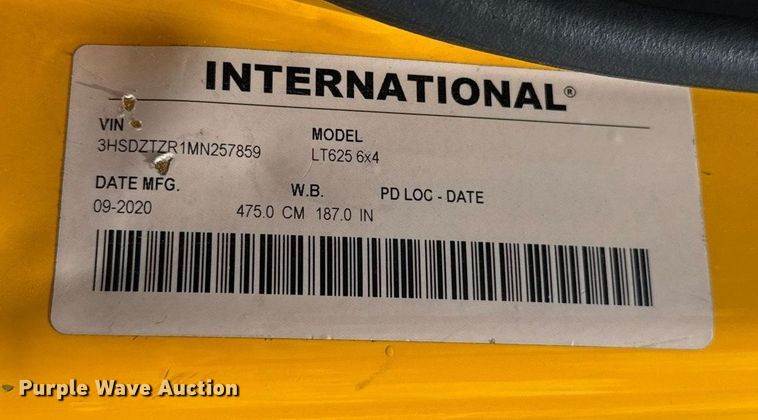 INTERNATIONAL®
VIN
3HSDZTZR1MN257859
MODEL
LT625 6x4
DATE MFG.
09-2020
W.B.
475.0 CM 187.0 IN
PD LOC - DATE
Purple Wave Auction